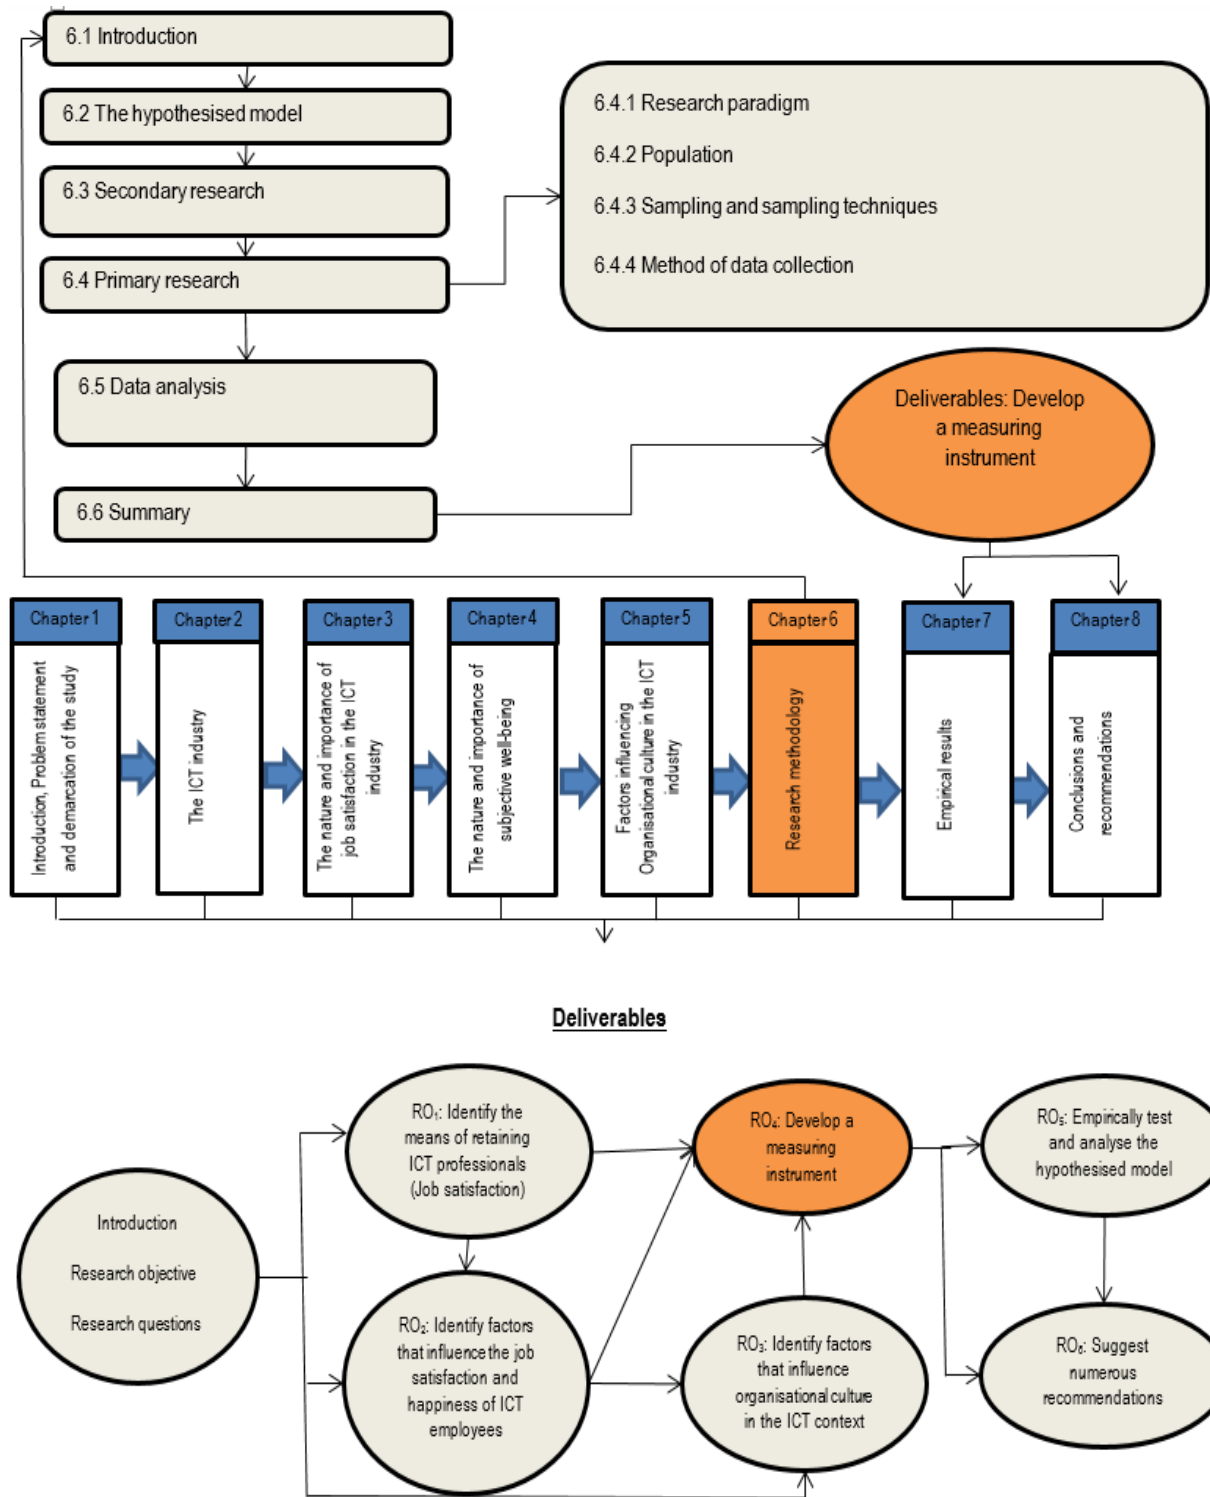 6.1 Introduction
6.2 The hypothesised model
6.3 Secondary research
6.4 Primary research
6.4.1 Research paradigm
6.4.2 Population
6.4.3 Sampling and sampling techniques
6.4.4 Method of data collection
6.5 Data analysis
6.6 Summary
Deliverables: Develop
a measuring
instrument
Chapter 1
Introduction, Problem statement
and demarcation of the study
Chapter 2
The ICT industry
Chapter 3
The nature and importance of
job satisfaction in the ICT
industry
Chapter 4
The nature and importance of
subjective well-being
Chapter 5
Factors influencing
Organisational culture in the ICT
industry
Chapter 6
Research methodology
Chapter 7
Empirical results
Chapter 8
Conclusions and
recommendations
Deliverables
Introduction
Research objective
Research questions
RO₁: Identify the
means of retaining
ICT professionals
(Job satisfaction)
RO₂: Identify factors
that influence the job
satisfaction and
happiness of ICT
employees
RO₄: Develop a
measuring
instrument
RO₃: Identify factors
that influence
organisational culture
in the ICT context
RO₅: Empirically test
and analyse the
hypothesised model
RO₆: Suggest
numerous
recommendations